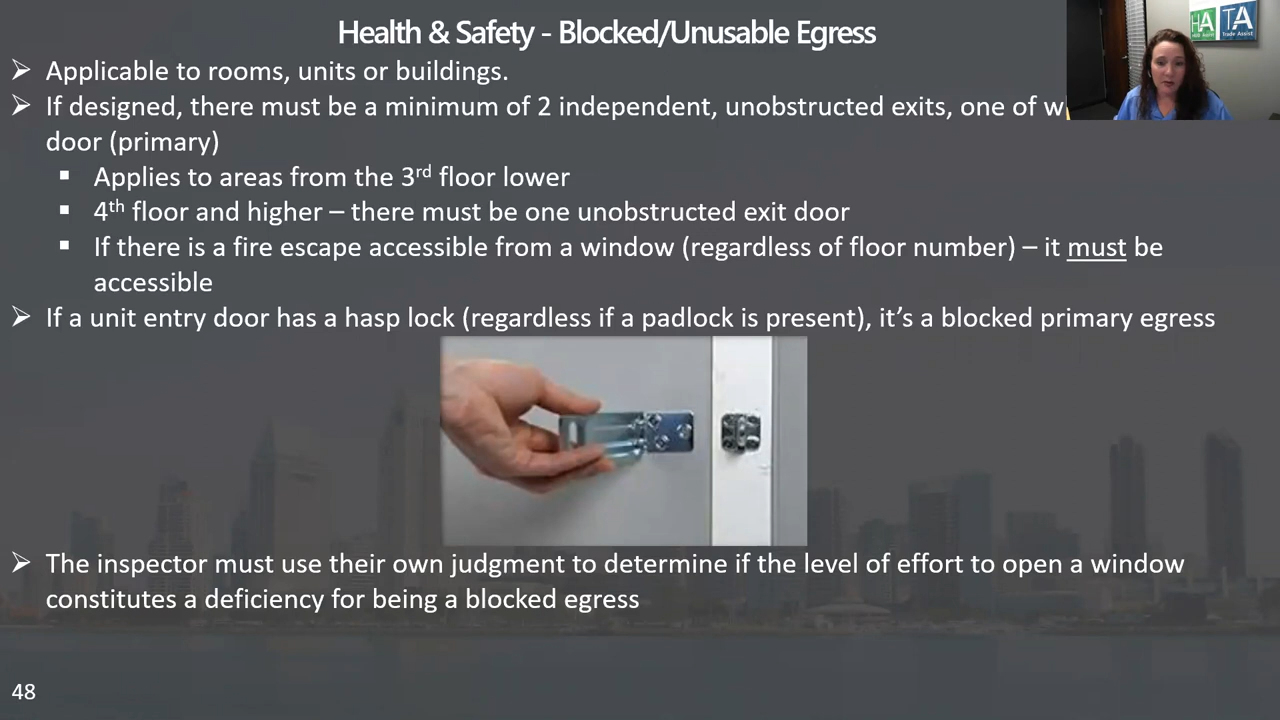 Health & Safety - Blocked/Unusable Egress
HA TA
Trade Assist
➢ Applicable to rooms, units or buildings.
➢ If designed, there must be a minimum of 2 independent, unobstructed exits, one of w
door (primary)
▪ Applies to areas from the 3rd floor lower
▪ 4th floor and higher – there must be one unobstructed exit door
▪ If there is a fire escape accessible from a window (regardless of floor number) – it must be
accessible
➢ If a unit entry door has a hasp lock (regardless if a padlock is present), it’s a blocked primary egress
➢ The inspector must use their own judgment to determine if the level of effort to open a window
constitutes a deficiency for being a blocked egress
48